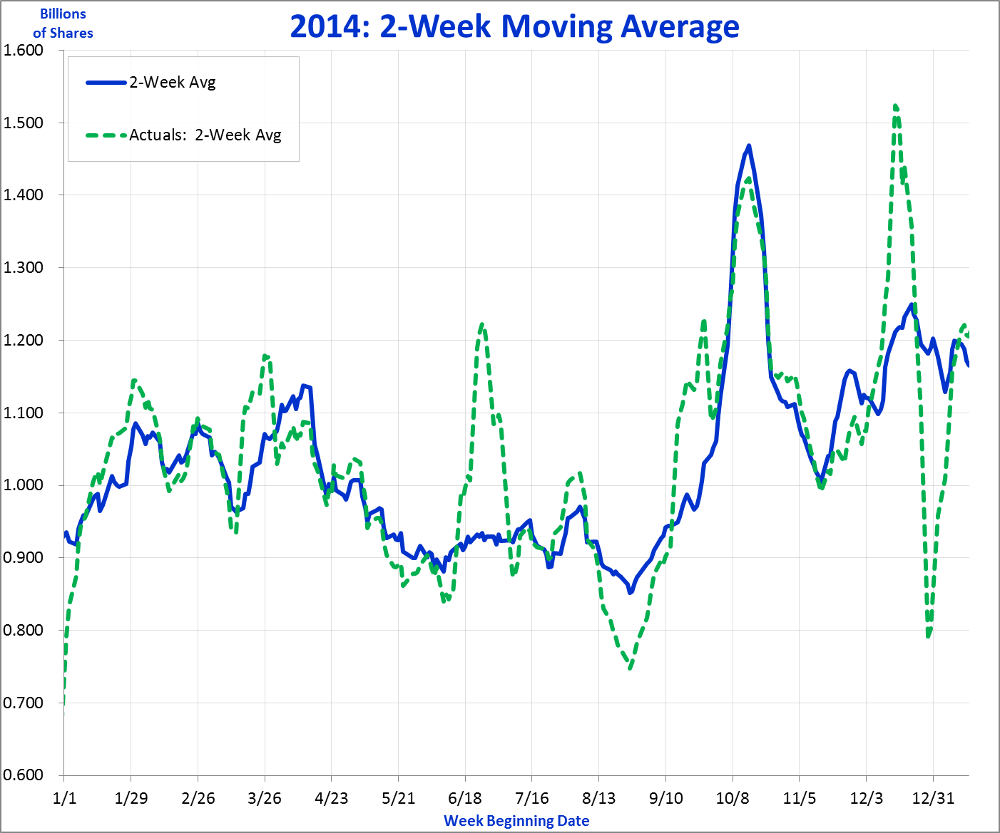 Billions
of Shares
2014: 2-Week Moving Average
1.600
2-Week Avg
1.500
Actuals:  2-Week Avg
1.400
1.300
1.200
1.100
1.000
0.900
0.800
0.700
0.600
1/1 1/29 2/26 3/26 4/23 5/21 6/18 7/16 8/13 9/10 10/8 11/5 12/3 12/31
Week Beginning Date